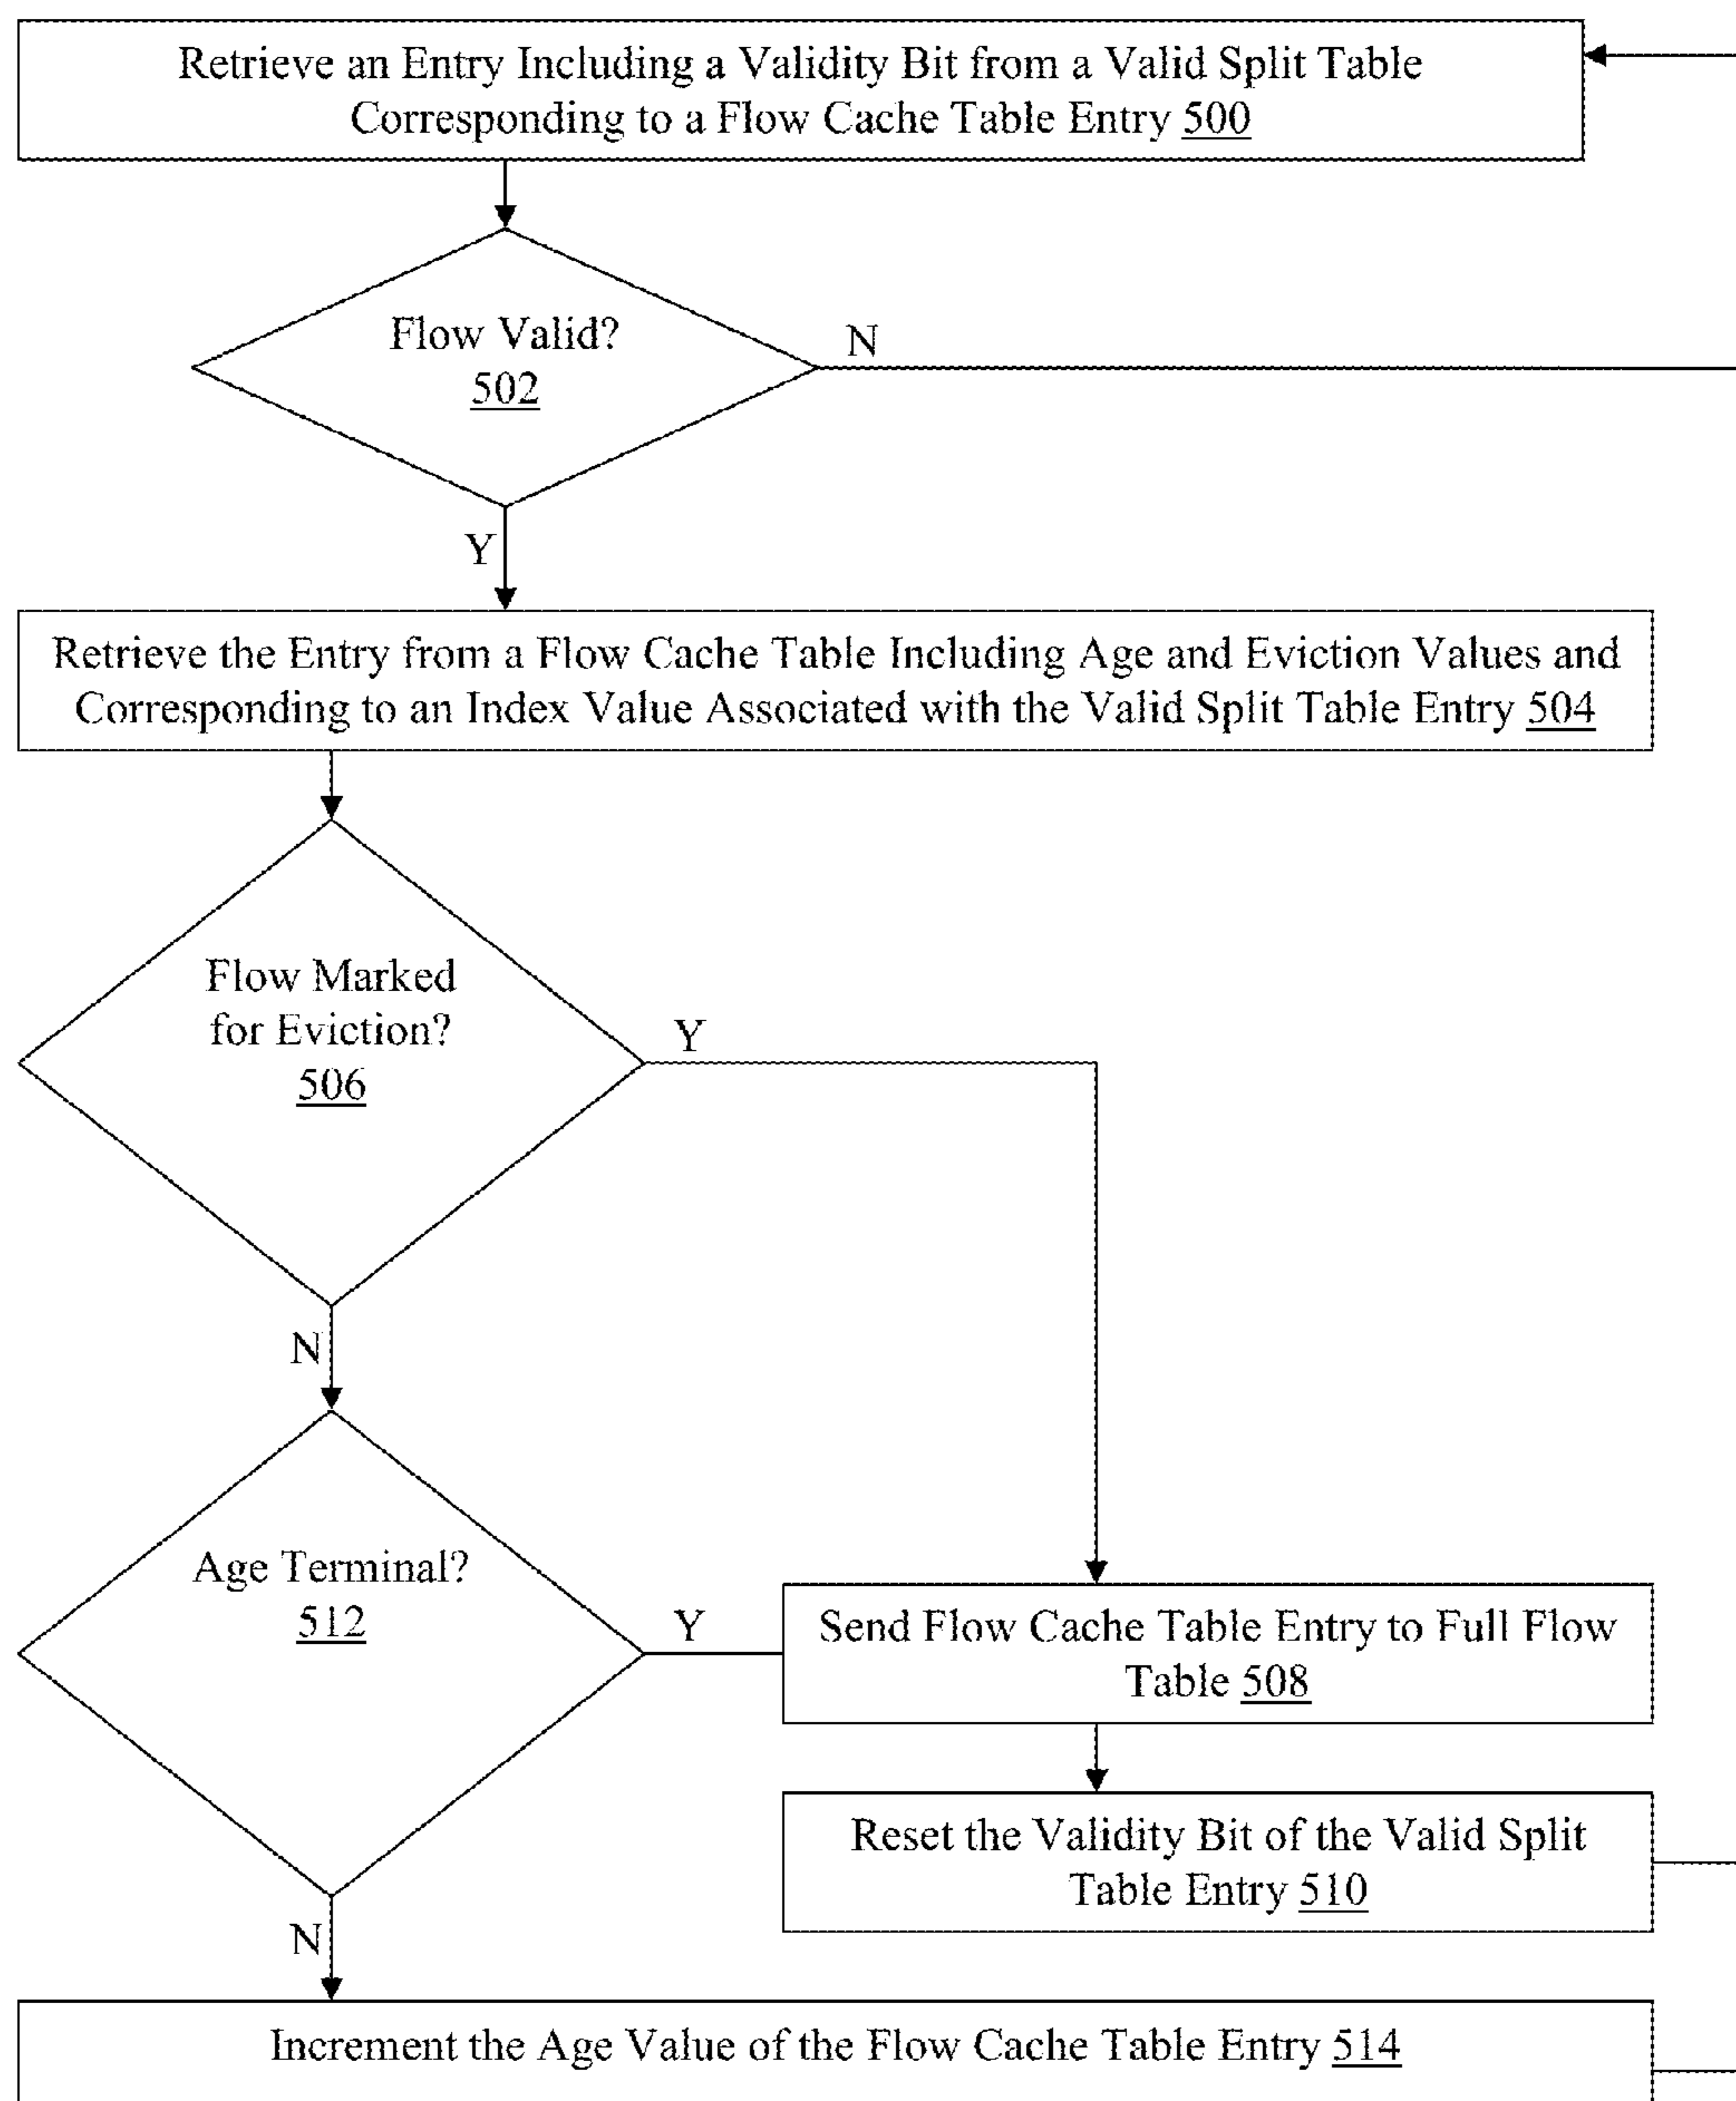 Retrieve an Entry Including a Validity Bit from a Valid Split Table
Corresponding to a Flow Cache Table Entry 500
Flow Valid?
502
N
Y
Retrieve the Entry from a Flow Cache Table Including Age and Eviction Values and
Corresponding to an Index Value Associated with the Valid Split Table Entry 504
Flow Marked
for Eviction?
506
Y
N
Age Terminal?
512
Y
Send Flow Cache Table Entry to Full Flow
Table 508
Reset the Validity Bit of the Valid Split
Table Entry 510
N
Increment the Age Value of the Flow Cache Table Entry 514